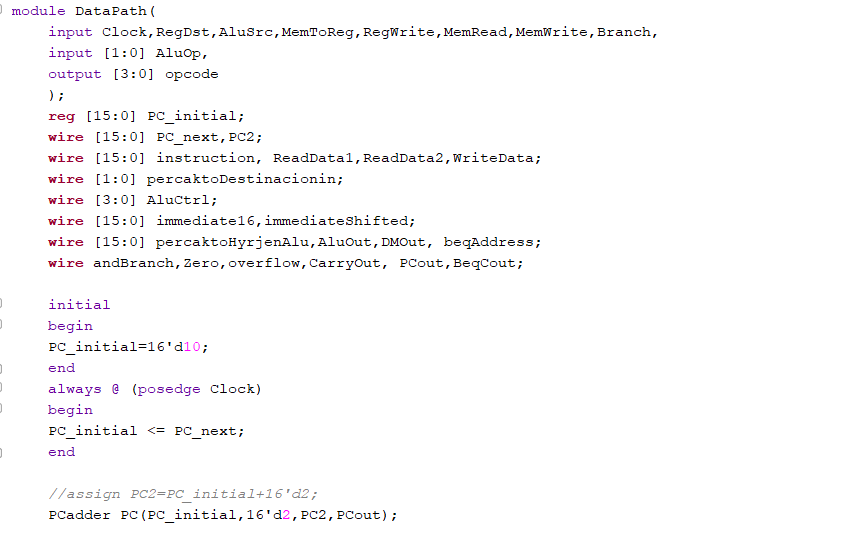 module DataPath(
input Clock,RegDst,AluSrc,MemToReg,RegWrite,MemRead,MemWrite,Branch,
input [1:0] AluOp,
output [3:0] opcode
);
reg [15:0] PC_initial;
wire [15:0] PC_next,PC2;
wire [15:0] instruction, ReadData1,ReadData2,WriteData;
wire [1:0] percaktoDestinacionin;
wire [3:0] AluCtrl;
wire [15:0] immediate16,immediateShifted;
wire [15:0] percaktoHyrjenAlu,AluOut,DMOut, beqAddress;
wire andBranch,Zero,overflow,CarryOut, PCout,BeqCout;
initial
begin
PC_initial=16'd10;
end
always @ (posedge Clock)
begin
PC_initial <= PC_next;
end
//assign PC2=PC_initial+16'd2;
PCadder PC(PC_initial,16'd2,PC2,PCout);